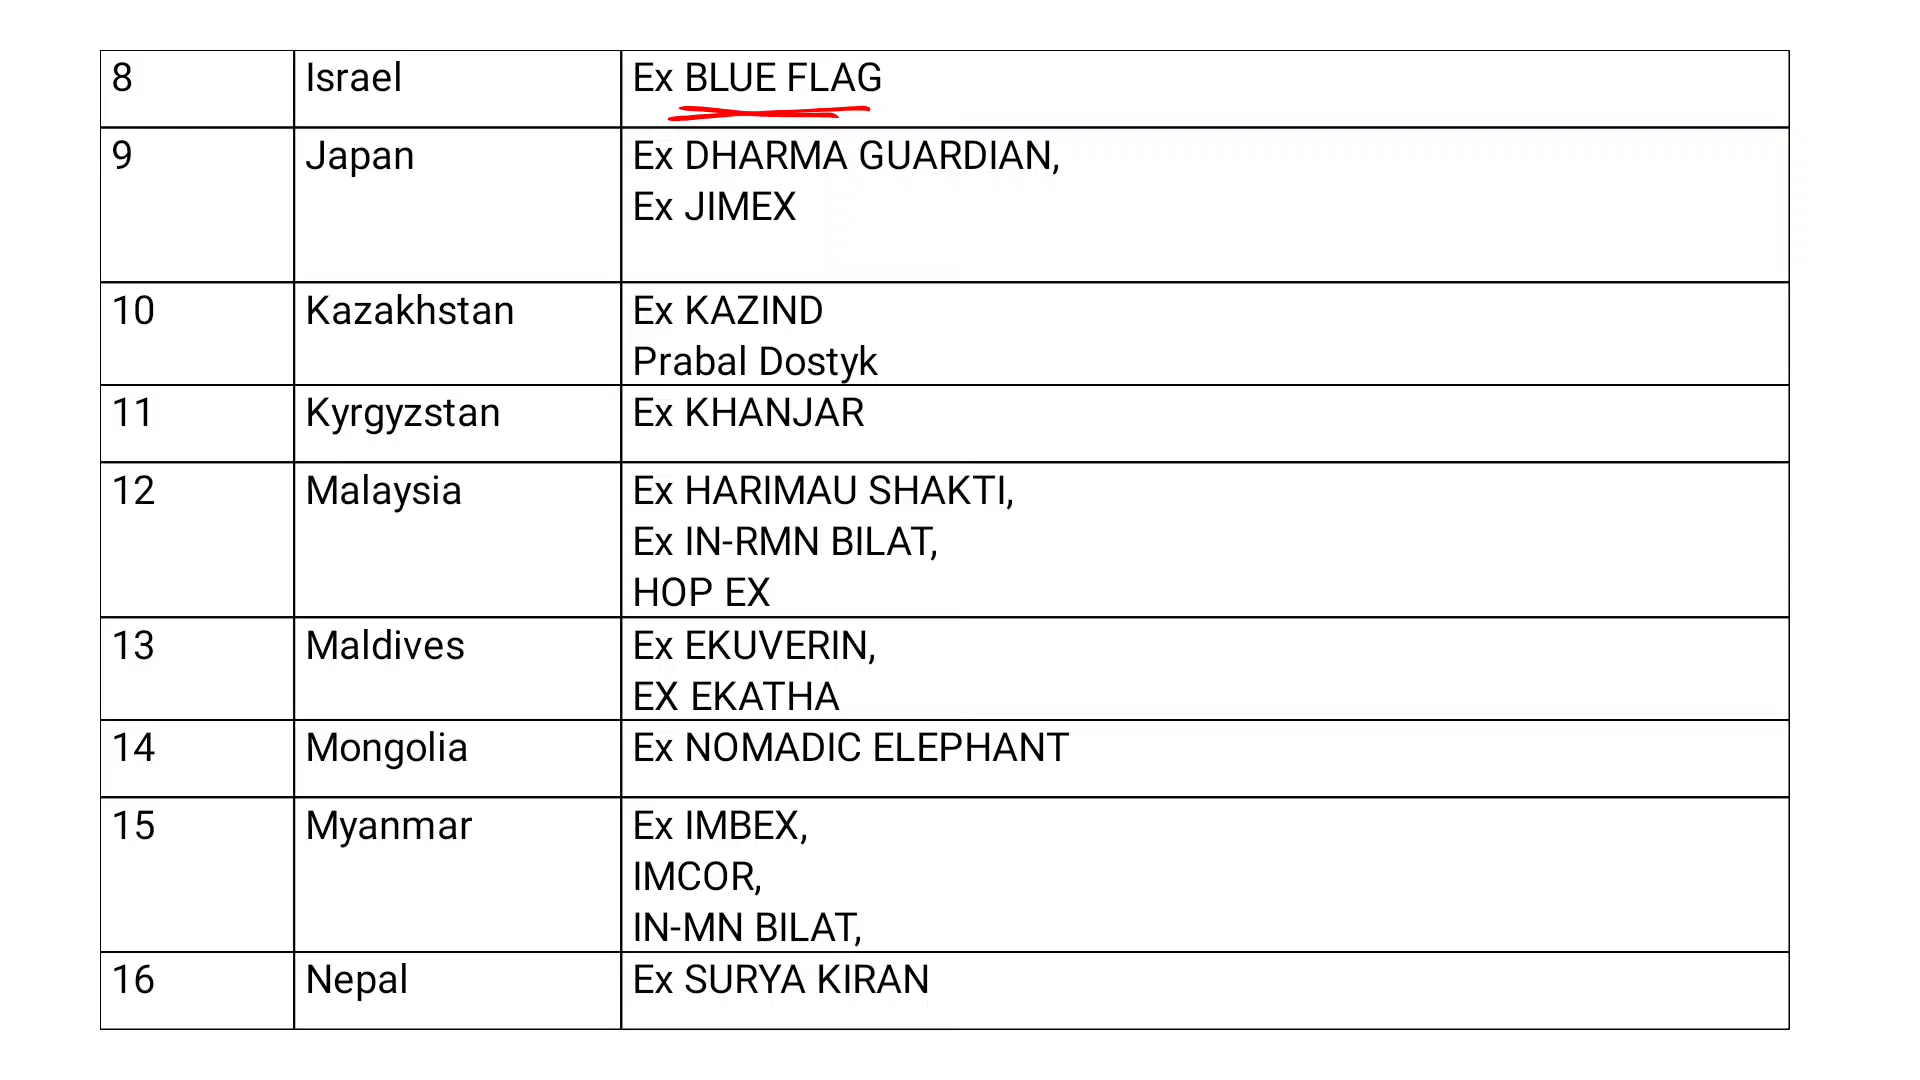 8 Israel Ex BLUE FLAG
9 Japan Ex DHARMA GUARDIAN,
Ex JIMEX
10 Kazakhstan Ex KAZIND
Prabal Dostyk
11 Kyrgyzstan Ex KHANJAR
12 Malaysia Ex HARIMAU SHAKTI,
Ex IN-RMN BILAT,
HOP EX
13 Maldives Ex EKUVERIN,
EX EKATHA
14 Mongolia Ex NOMADIC ELEPHANT
15 Myanmar Ex IMBEX,
IMCOR,
IN-MN BILAT,
16 Nepal Ex SURYA KIRAN